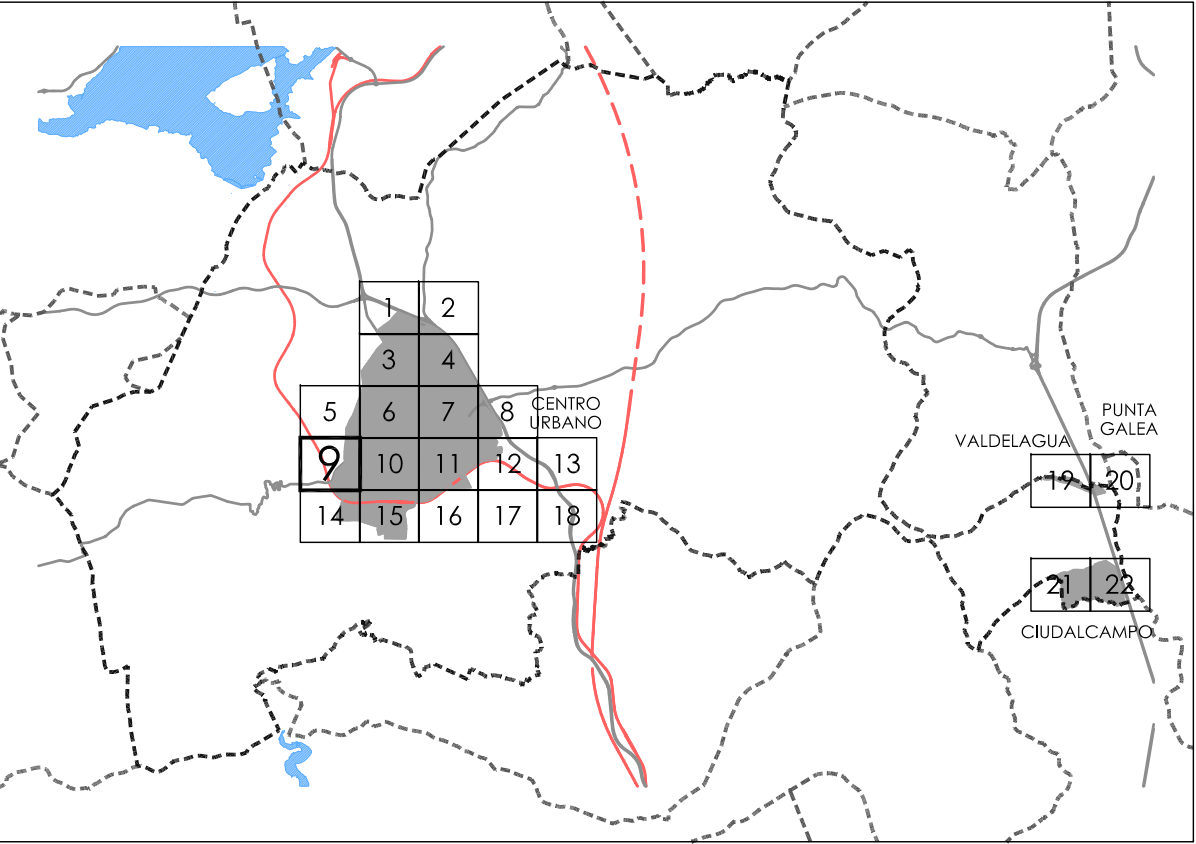 1 2
3 4
5 6 7 8 CENTRO
URBANO
PUNTA
GALEA
VALDELAGUA
9 10 11 12 13
19 20
14 15 16 17 18
21 22
CIUDALCAMPO